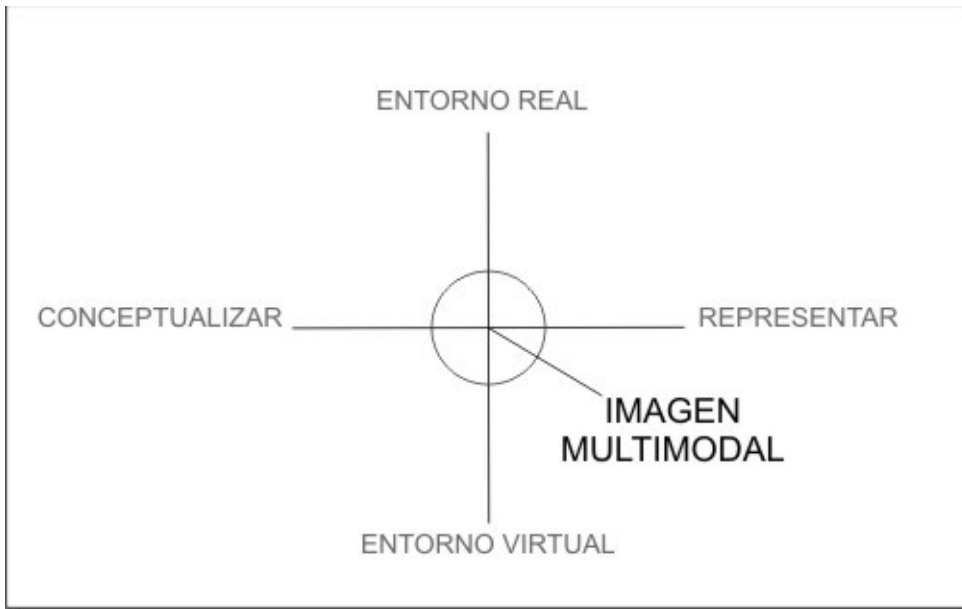 ENTORNO REAL
CONCEPTUALIZAR
REPRESENTAR
IMAGEN
MULTIMODAL
ENTORNO VIRTUAL